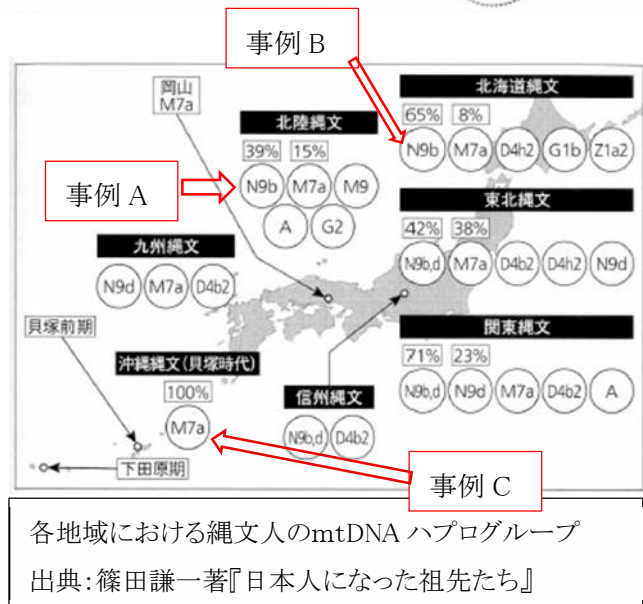 事例 B
岡山
M7a
北陸縄文
39% 15%
N9b M7a M9
A G2
事例 A
北海道縄文
65% 8%
N9b M7a D4h2 G1b Z1a2
東北縄文
42% 38%
N9b,d M7a D4b2 D4h2 N9d
九州縄文
N9d M7a D4b2
関東縄文
71% 23%
N9b,d N9d M7a D4b2 A
貝塚前期
沖縄縄文(貝塚時代)
100%
M7a
信州縄文
N9b,d D4b2
下田原期
事例 C
各地域における縄文人のmtDNA ハプログループ
出典:篠田謙一著『日本人になった祖先たち』